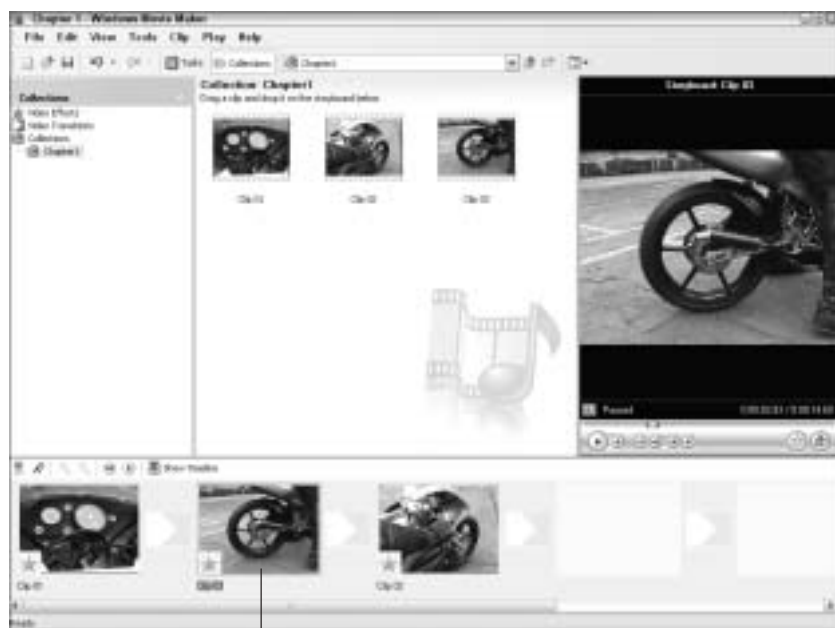 Chapter 1 - Windows Movie Maker
File Edit View Tools Clip Play Help
Tasks Collections Chapter1
Collection: Chapter1
Drag a clip and drop it on the storyboard below.
Storyboard: Clip 03
Collections
Video Effects
Video Transitions
Collections
Chapter1
Clip 01 Clip 02 Clip 03
Paused
Show Timeline
Clip 01 Clip 03 Clip 02
Ready